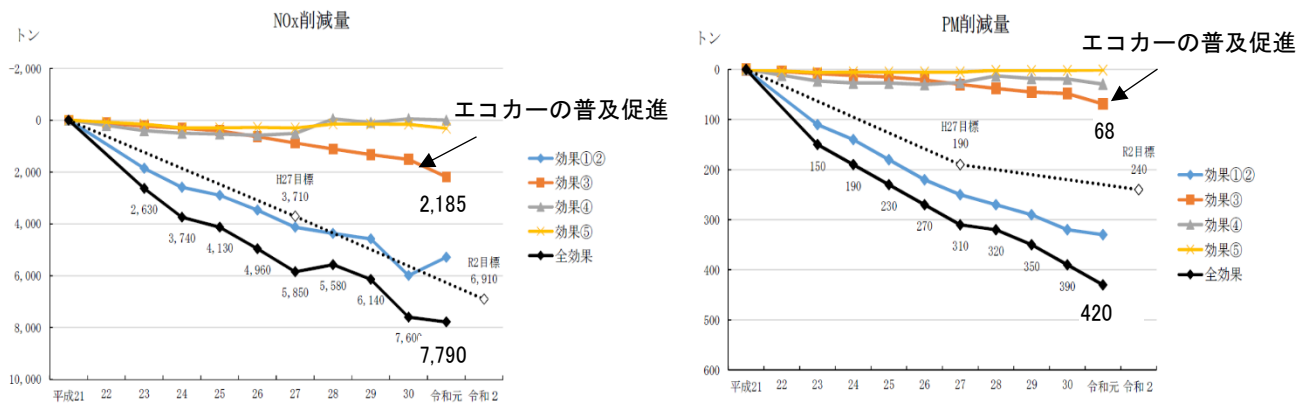 NOx削減量
トン
-2,000
0
2,000
4,000
6,000
8,000
10,000
エコカーの普及促進
H27目標
3,710
2,185
R2目標
6,910
2,630
3,740
4,130
4,960
5,850
5,580
6,140
7,600
7,790
平成21 22 23 24 25 26 27 28 29 30 令和元 令和2
効果①②
効果③
効果④
効果⑤
全効果
PM削減量
トン
0
100
200
300
400
500
600
エコカーの普及促進
68
H27目標
190
R2目標
240
150
190
230
270
310
320
350
390
420
平成21 22 23 24 25 26 27 28 29 30 令和元 令和2
効果①②
効果③
効果④
効果⑤
全効果